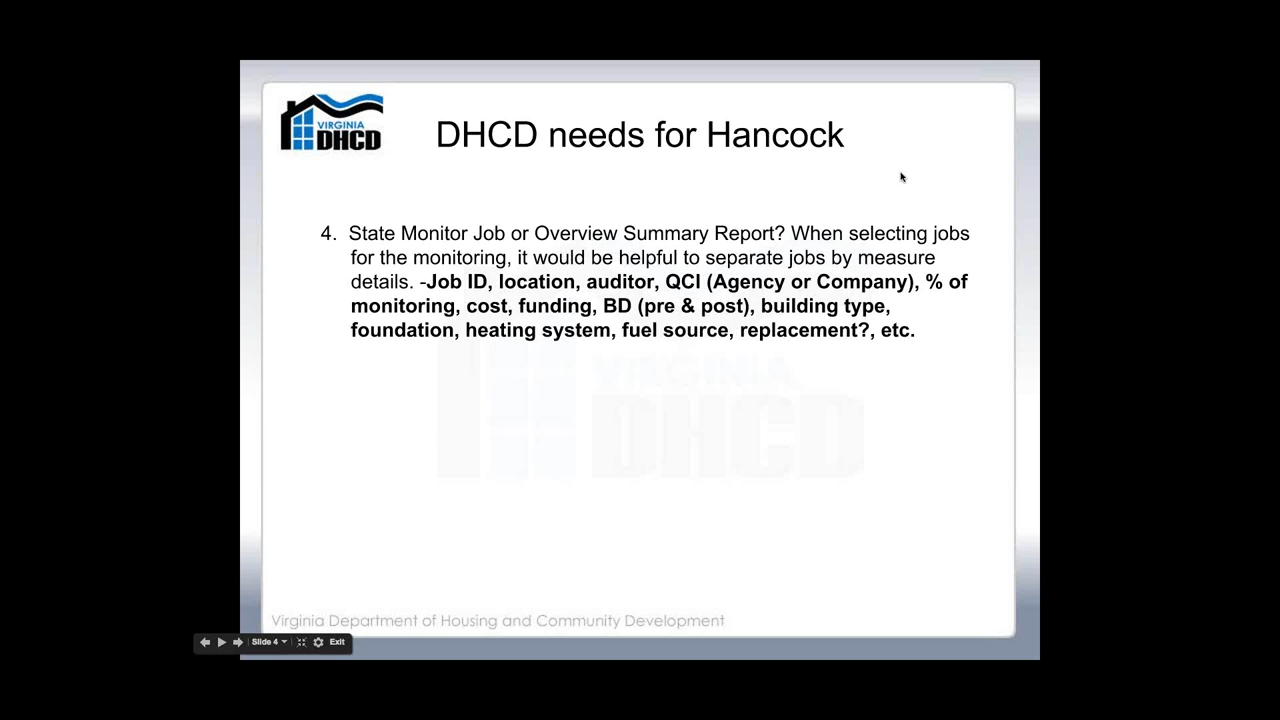 VIRGINIA
DHCD
DHCD needs for Hancock
4. State Monitor Job or Overview Summary Report? When selecting jobs
for the monitoring, it would be helpful to separate jobs by measure
details. -Job ID, location, auditor, QCI (Agency or Company), % of
monitoring, cost, funding, BD (pre & post), building type,
foundation, heating system, fuel source, replacement?, etc.
VIRGINIA
DHCD
Virginia Department of Housing and Community Development
Slide 4
Exit